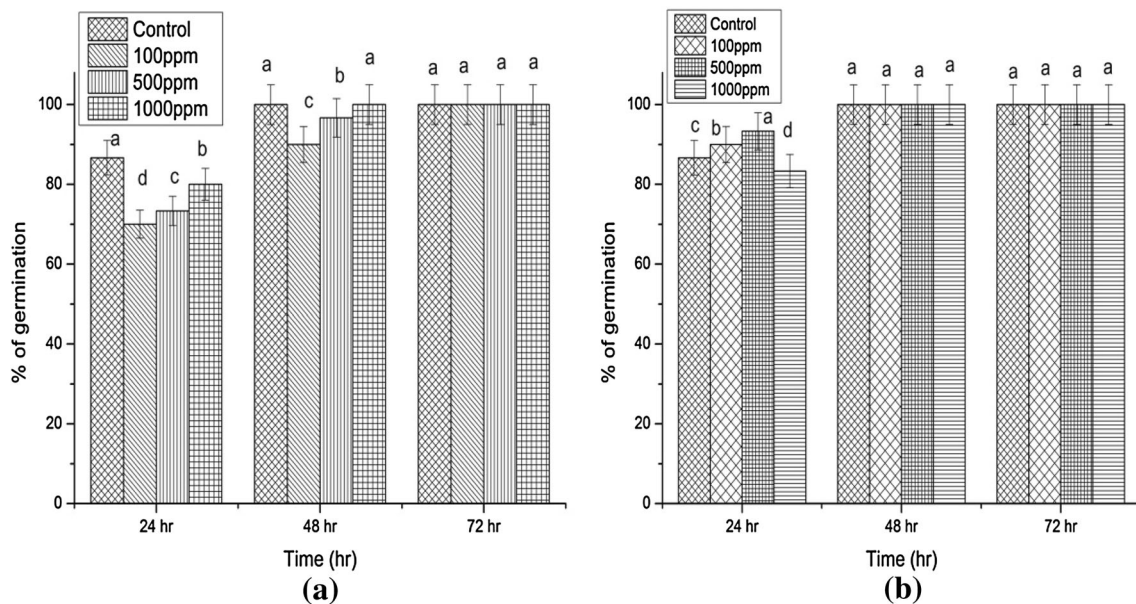 Control
100ppm
500ppm
1000ppm
a
d
c
b
a
c
b
a
a
a
a
a
100
80
60
40
20
0
% of germination
24 hr
48 hr
72 hr
Time (hr)
(a)
Control
100ppm
500ppm
1000ppm
c
b
a
d
a
a
a
a
a
a
a
a
100
80
60
40
20
0
% of germination
24 hr
48 hr
72 hr
Time (hr)
(b)